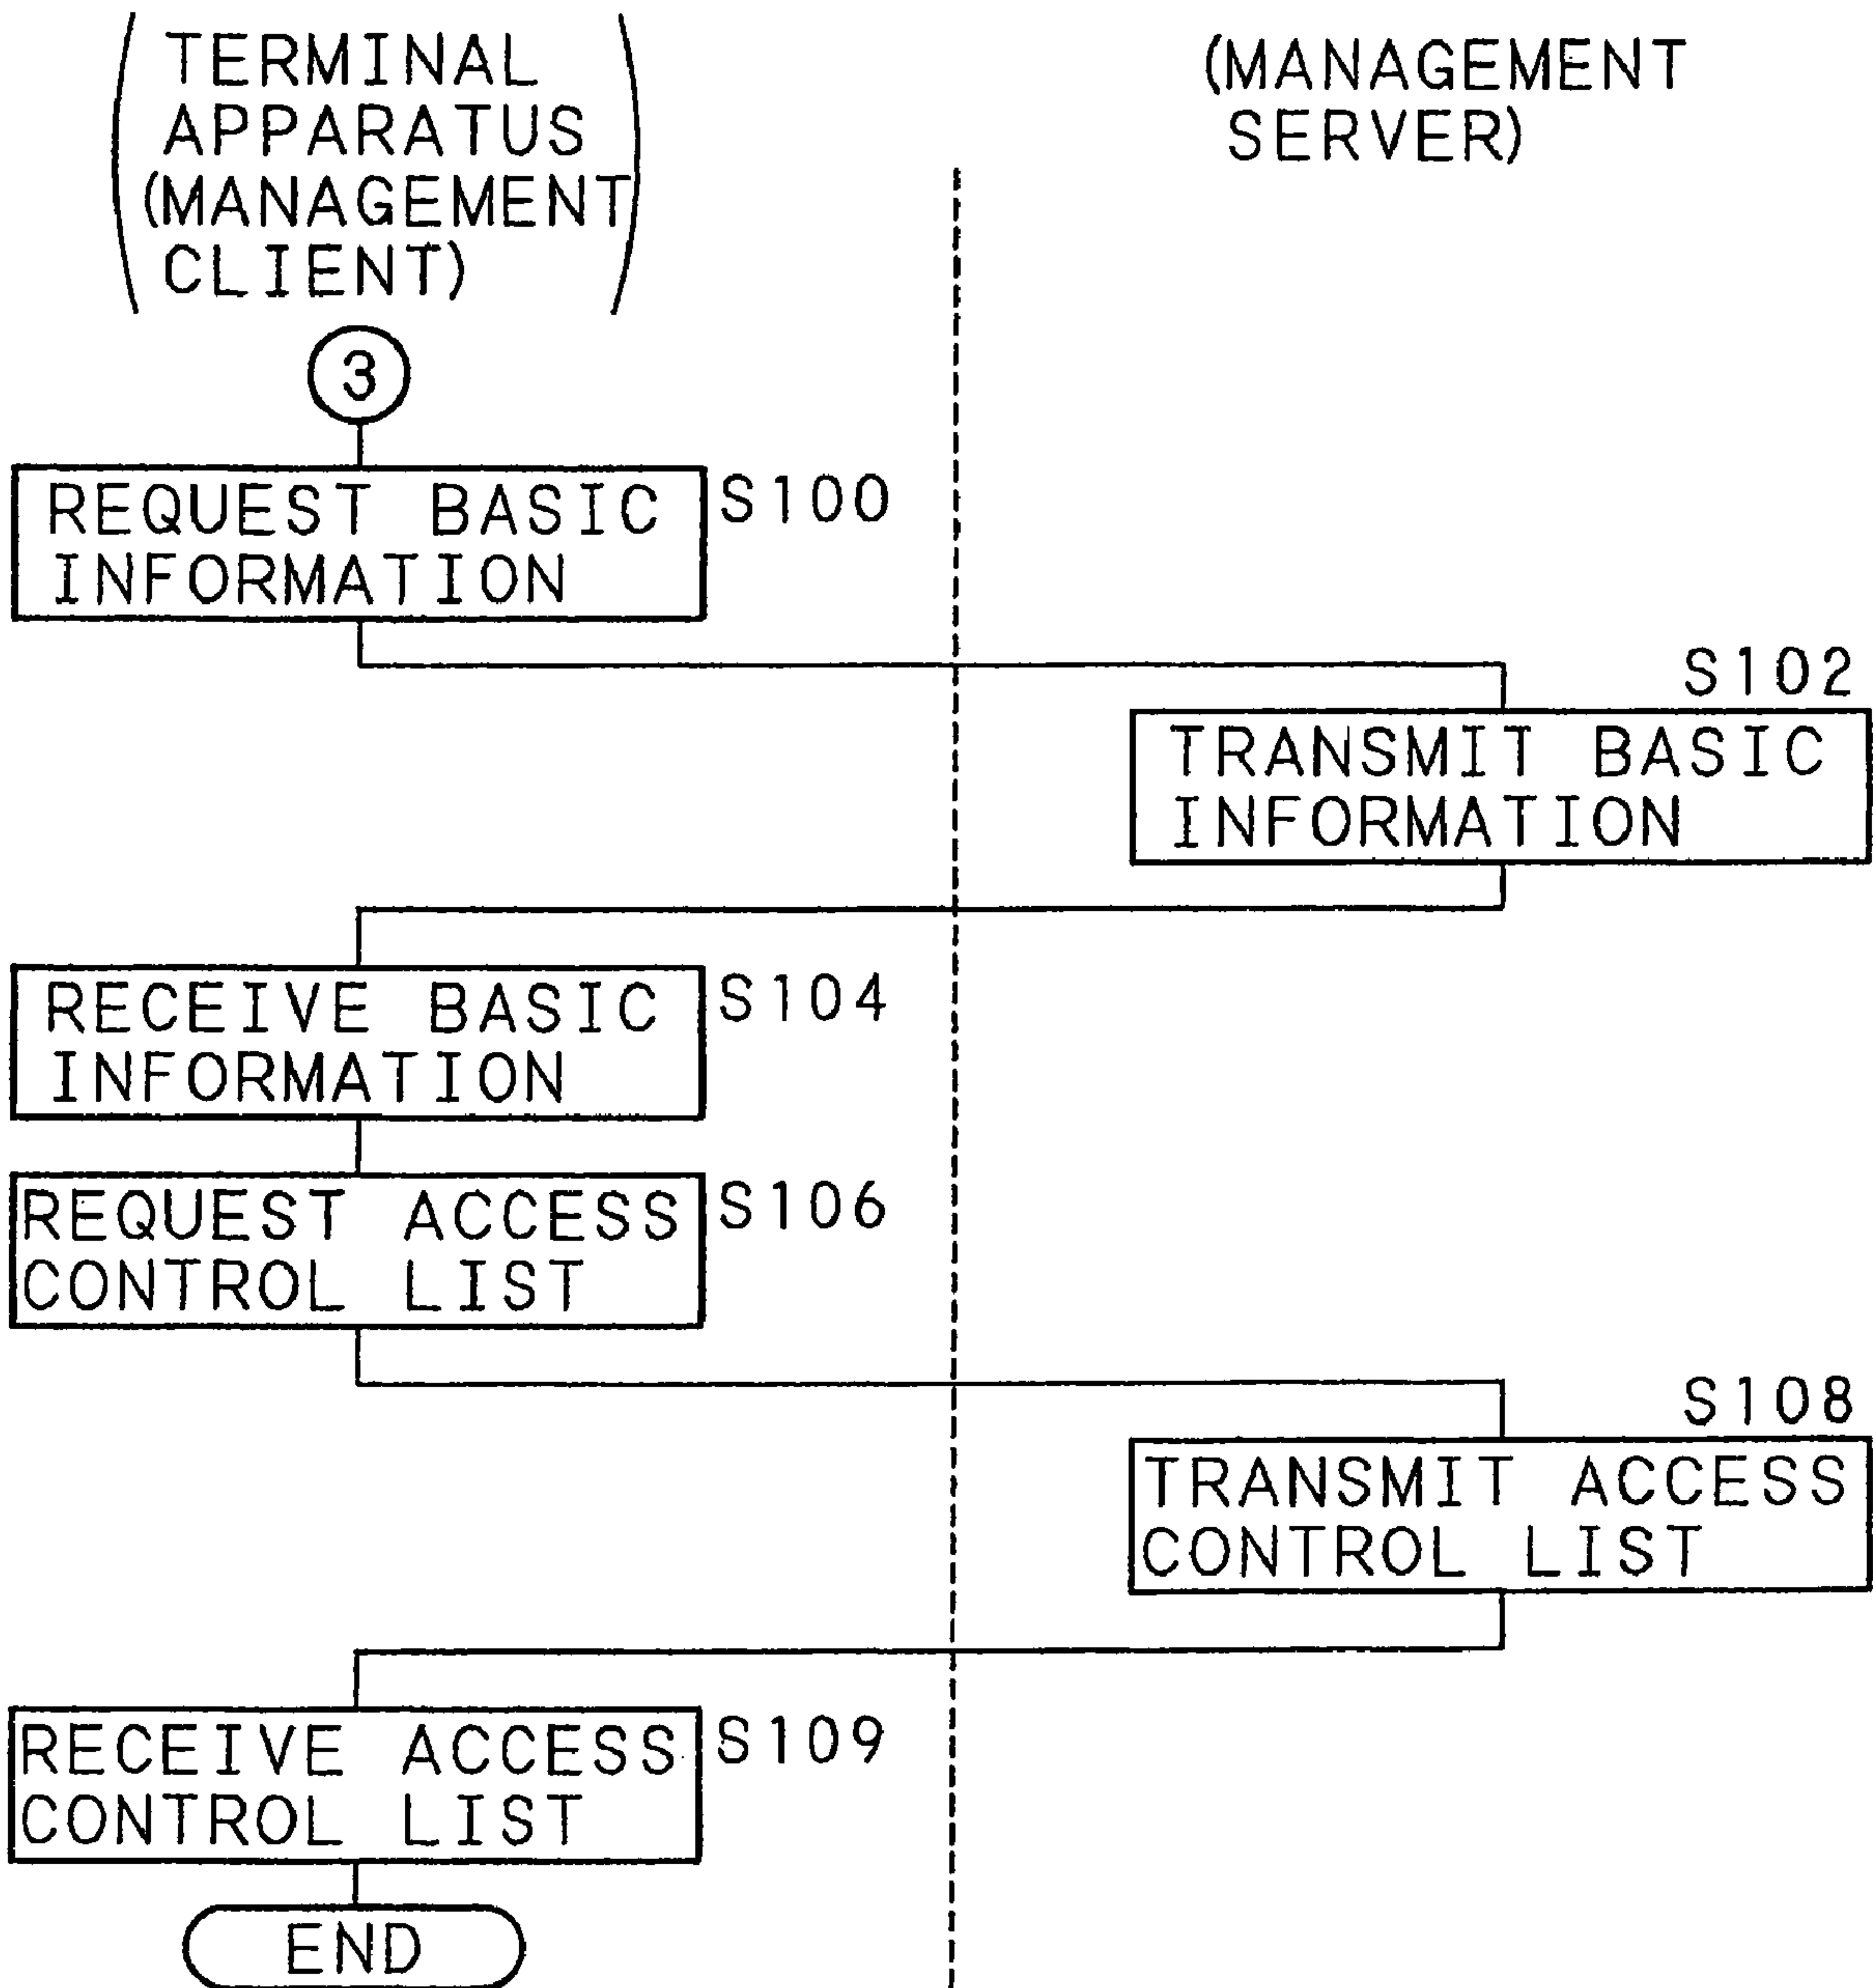 TERMINAL
APPARATUS
(MANAGEMENT
CLIENT)
(MANAGEMENT
SERVER)
3
REQUEST BASIC
INFORMATION
S100
S102
TRANSMIT BASIC
INFORMATION
RECEIVE BASIC
INFORMATION
S104
REQUEST ACCESS
CONTROL LIST
S106
S108
TRANSMIT ACCESS
CONTROL LIST
RECEIVE ACCESS
CONTROL LIST
S109
END